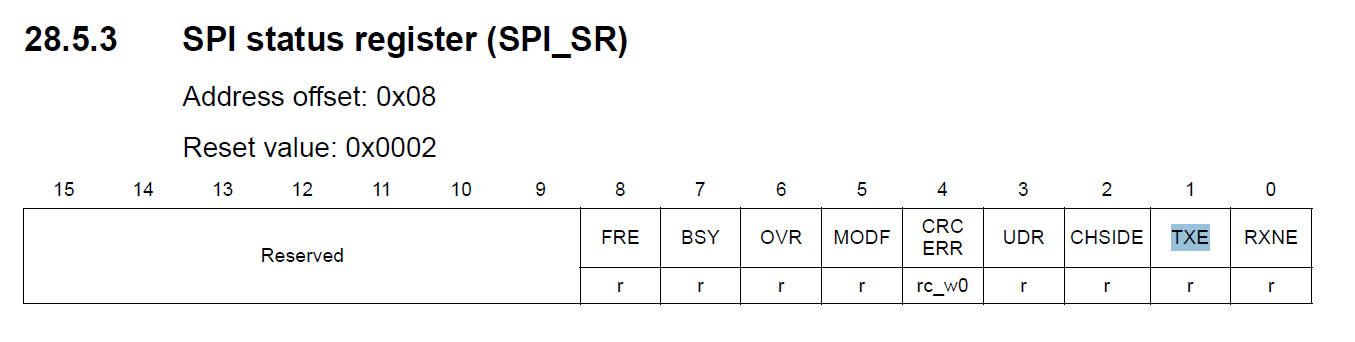 28.5.3 SPI status register (SPI_SR)
Address offset: 0x08
Reset value: 0x0002
15 14 13 12 11 10 9 8 7 6 5 4 3 2 1 0
Reserved FRE BSY OVR MODF CRC ERR UDR CHSIDE TXE RXNE
r r r r rc_w0 r r r r